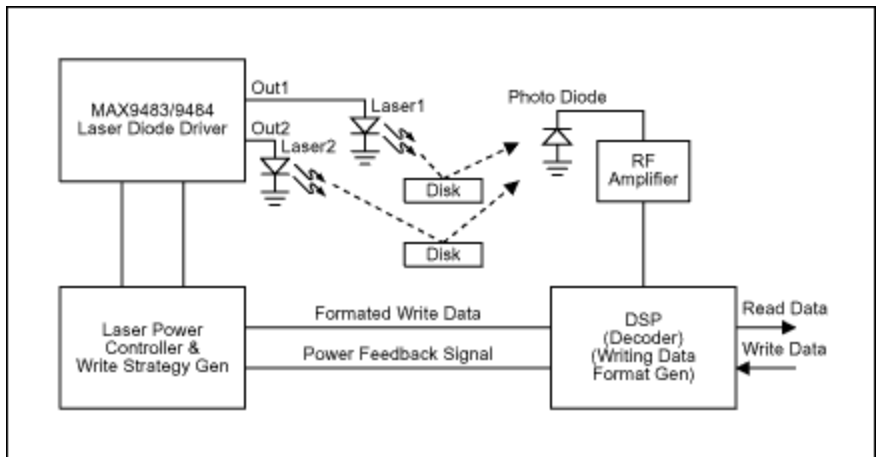 MAX9483/9484
Laser Diode Driver
Out1
Out2
Laser1
Laser2
Photo Diode
RF
Amplifier
Disk
Disk
Laser Power
Controller &
Write Strategy Gen
Formated Write Data
Power Feedback Signal
DSP
(Decoder)
(Writing Data
Format Gen)
Read Data
Write Data